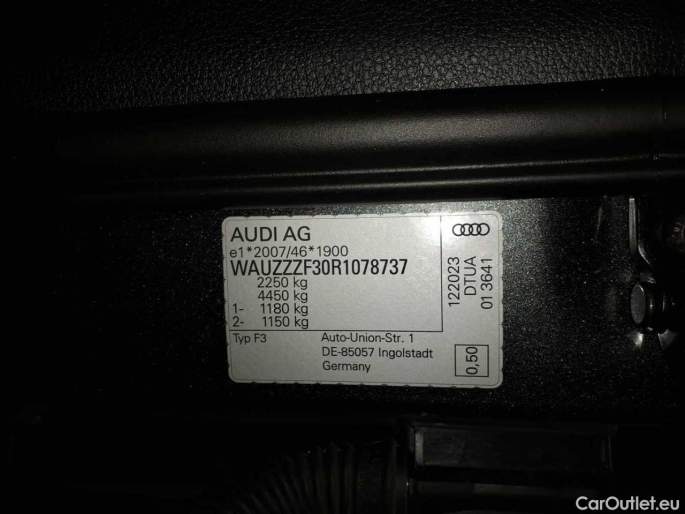 AUDI AG
e1*2007/46*1900
WAUZZZF30R1078737
2250 kg
4450 kg
1- 1180 kg
2- 1150 kg
Typ F3 Auto-Union-Str. 1
DE-85057 Ingolstadt
Germany
122023
DTUA
01 3641
0,50
CarOutlet.eu